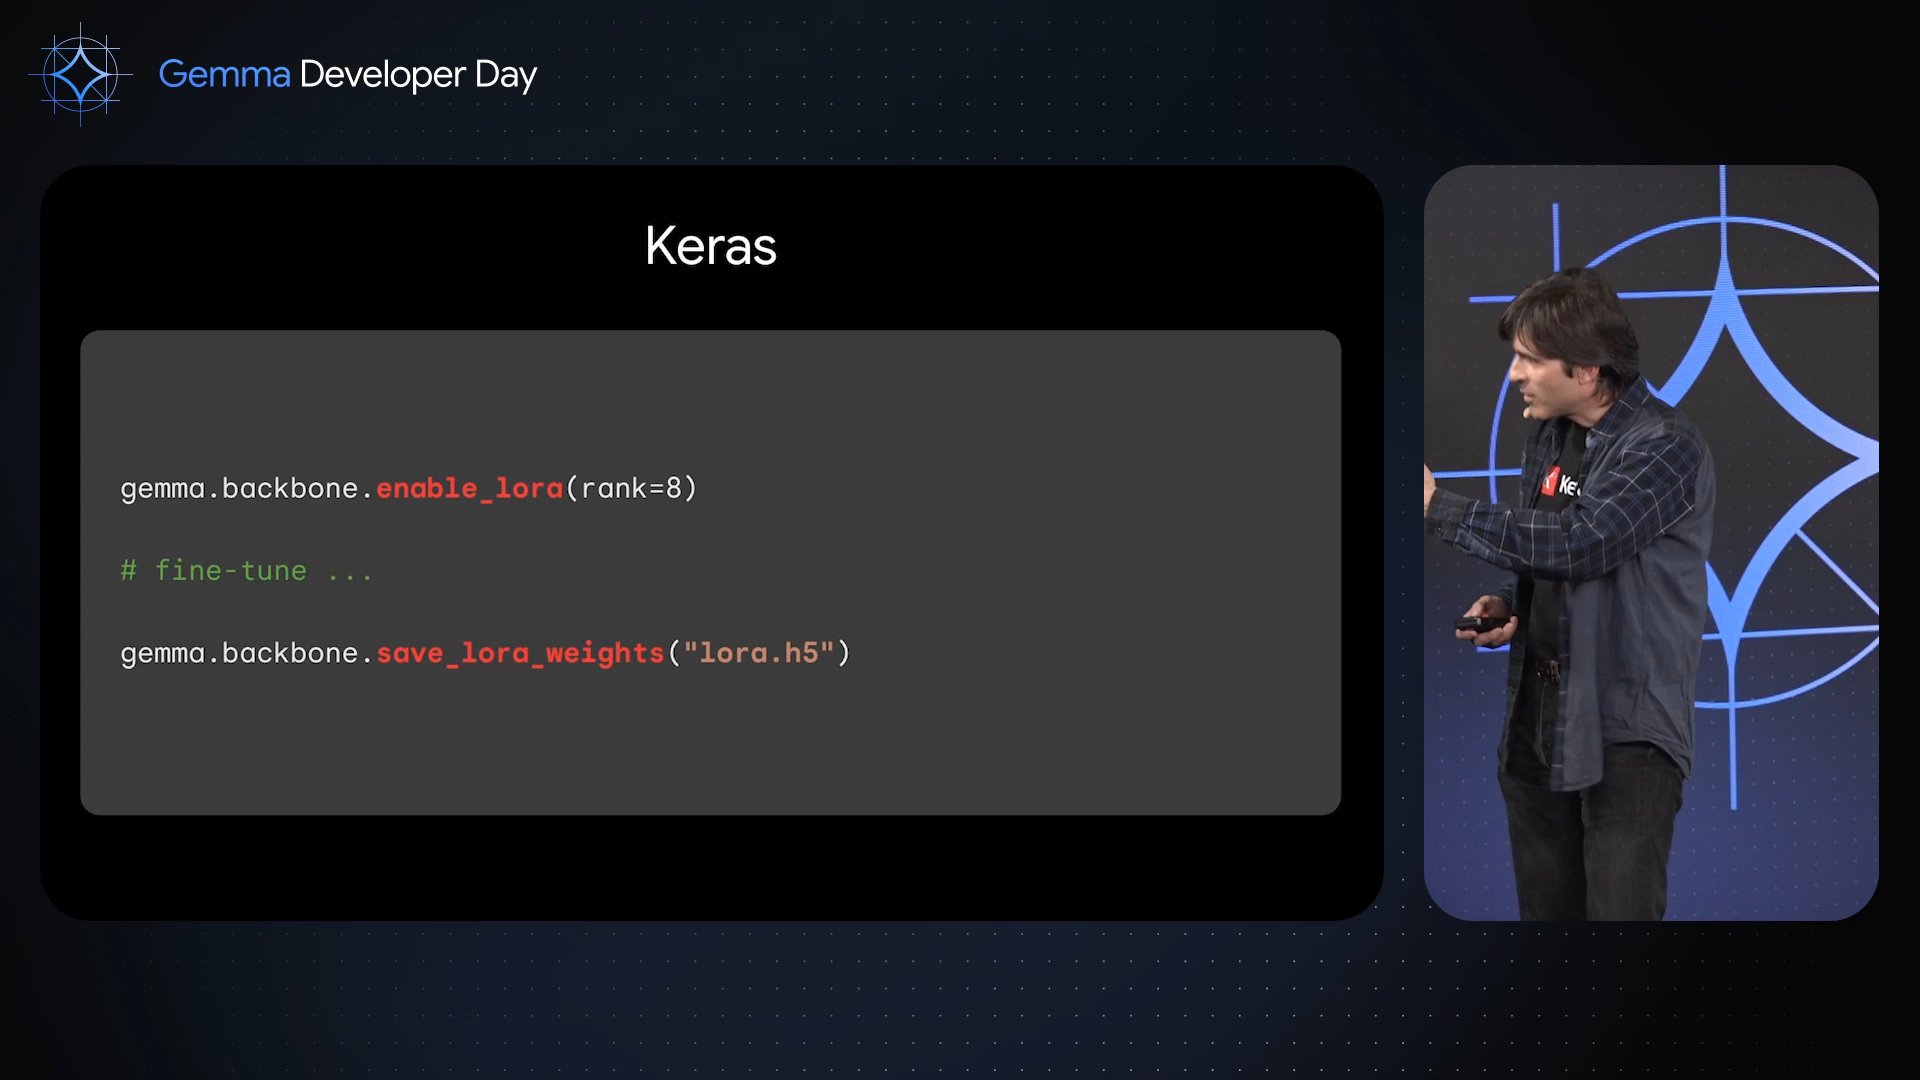 Gemma Developer Day
Keras
gemma.backbone.enable_lora(rank=8)
# fine-tune ...
gemma.backbone.save_lora_weights("lora.h5")